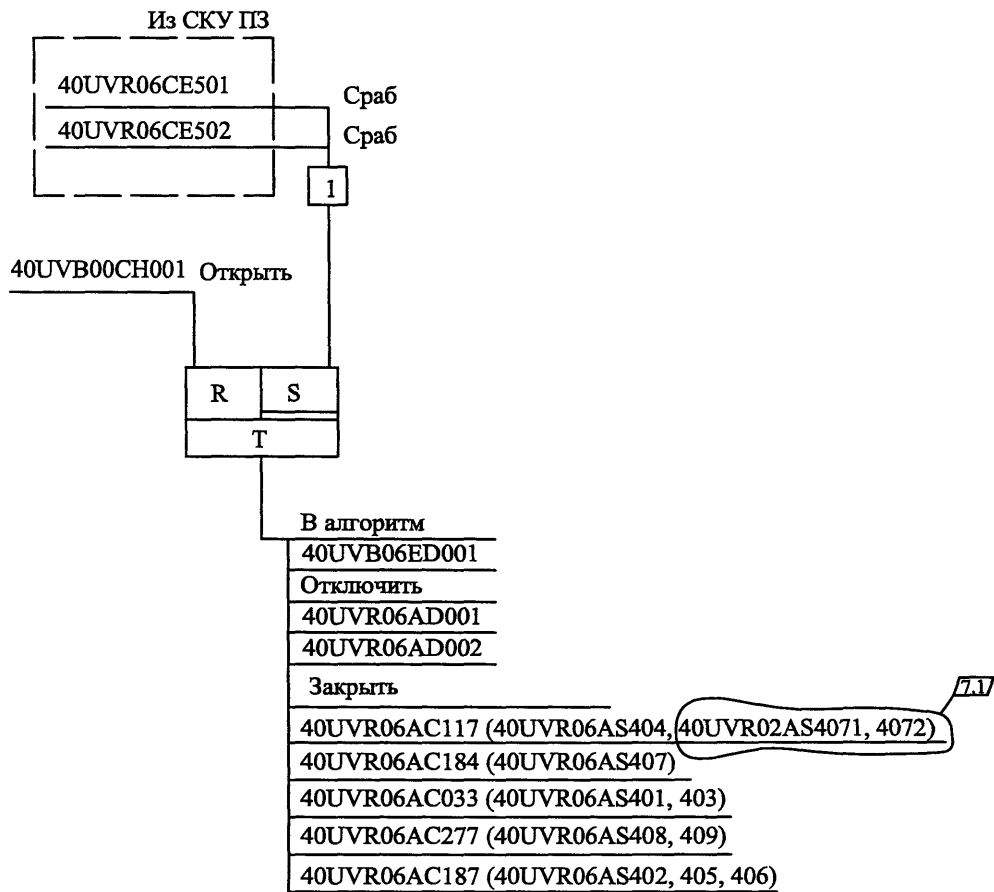 Из СКУ ПЗ
40UVR06CE501
Сраб
40UVR06CE502
Сраб
1
40UVB00CH001 Открыть
R
S
T
В алгоритм
40UVB06ED001
Отключить
40UVR06AD001
40UVR06AD002
Закрыть
7.1
40UVR06AC117 (40UVR06AS404, 40UVR02AS4071, 4072)
40UVR06AC184 (40UVR06AS407)
40UVR06AC033 (40UVR06AS401, 403)
40UVR06AC277 (40UVR06AS408, 409)
40UVR06AC187 (40UVR06AS402, 405, 406)